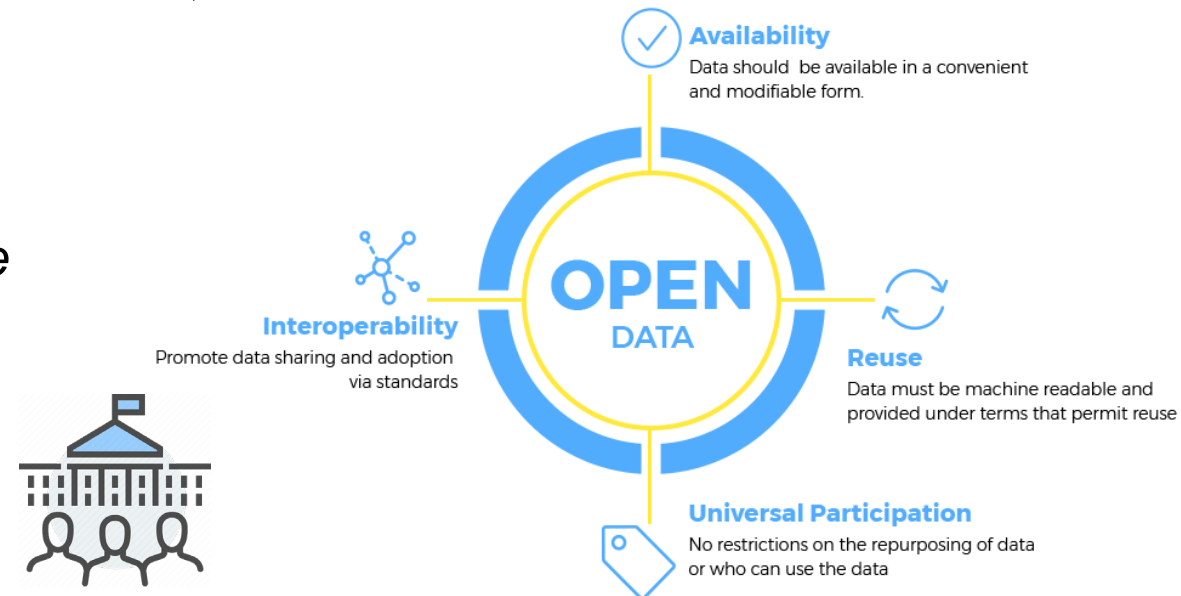 Availability
Data should be available in a convenient
and modifiable form.
e
OPEN
DATA
Interoperability
Promote data sharing and adoption
via standards
Reuse
Data must be machine readable and
provided under terms that permit reuse
Universal Participation
No restrictions on the repurposing of data
or who can use the data